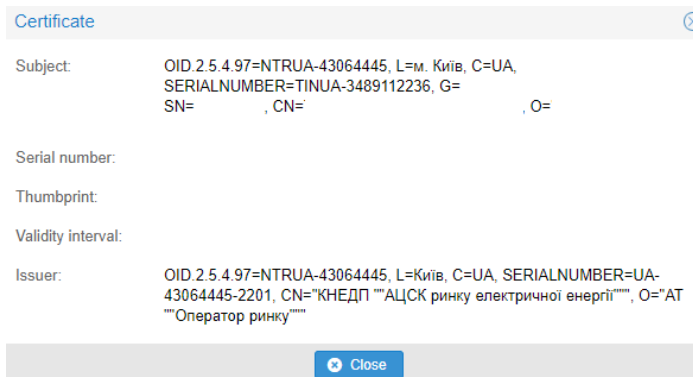 Certificate
Subject: OID.2.5.4.97=NTRUA-43064445, L=м. Київ, C=UA,
SERIALNUMBER=TINUA-3489112236, G=
SN= , CN= , O=
Serial number:
Thumbprint:
Validity interval:
Issuer: OID.2.5.4.97=NTRUA-43064445, L=Київ, C=UA, SERIALNUMBER=UA-
43064445-2201, CN="КНЕДП ""АЦСК ринку електричної енергії""", O="АТ
""Оператор ринку"""
Close